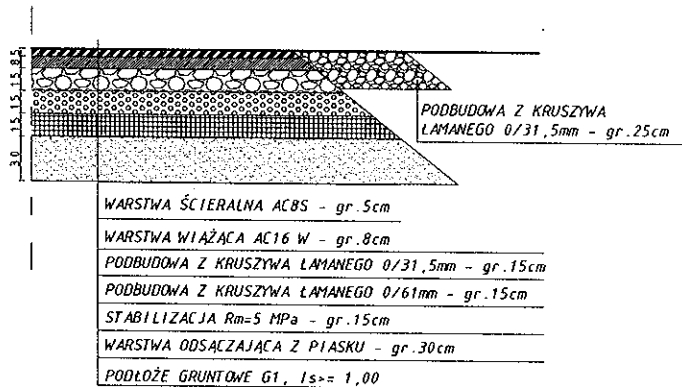 5
8
15
15
15
30
PODBUDOWA Z KRUSZYWA
ŁAMANEGO 0/31,5mm - gr.25cm
WARSTWA ŚCIERALNA AC8S - gr.5cm
WARSTWA WIĄŻĄCA AC16 W - gr.8cm
PODBUDOWA Z KRUSZYWA ŁAMANEGO 0/31,5mm - gr.15cm
PODBUDOWA Z KRUSZYWA ŁAMANEGO 0/61mm - gr.15cm
STABILIZACJA Rm=5 MPa - gr.15cm
WARSTWA ODSĄCZAJĄCA Z PIASKU - gr.30cm
PODŁOŻE GRUNTOWE G1, Is>= 1,00